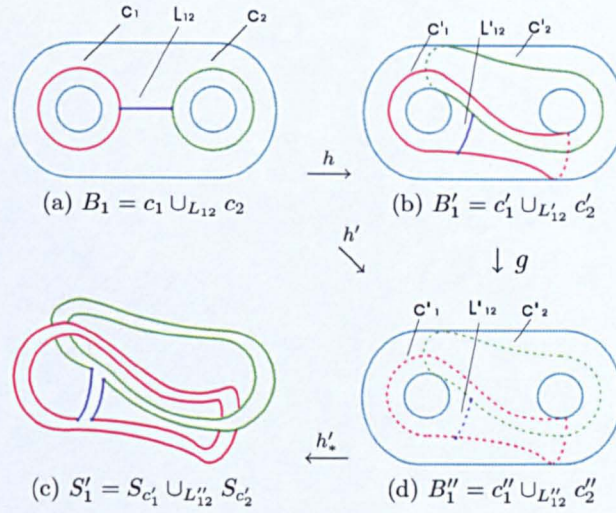 C₁ L₁₂ C₂
C'₁ L'₁₂ C'₂
(a) B₁ = c₁ ∪_{L₁₂} c₂
h →
(b) B'₁ = c'₁ ∪_{L'₁₂} c'₂
h' ↘
↓ g
C"₁ L"₁₂ C"₂
(c) S'₁ = S_{c'₁} ∪_{L''₁₂} S_{c'₂}
h'_* ←
(d) B''₁ = c''₁ ∪_{L''₁₂} c''₂